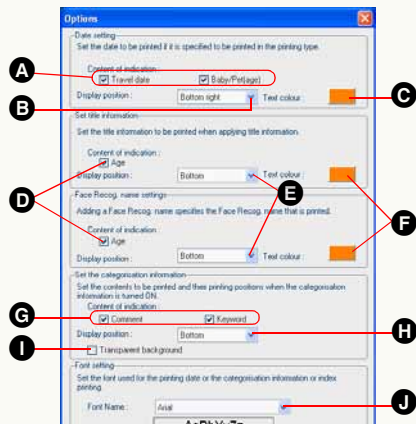 Options
Date setting
Set the date to be printed if it is specified to be printed in the printing type.
Content of indication :
A
Travel date
Baby/Pet(age)
Display position :
Bottom right
Text colour :
B
C
Set title information
Set the title information to be printed when applying title information.
Content of indication :
Age
Display position :
Bottom
Text colour :
D
E
F
Face Recog. name settings
Adding a Face Recog. name specifies the Face Recog. name that is printed.
Content of indication :
Age
Display position :
Bottom
Text colour :
Set the categorisation information
Set the contents to be printed and their printing positions when the categorisation
information is turned ON.
Content of indication :
G
Comment
Keyword
Display position :
Bottom
H
I
Transparent background
Font setting
Set the font used for the printing date or the categorisation information or index
printing.
Font Name :
Arial
J
AaBbYyZz